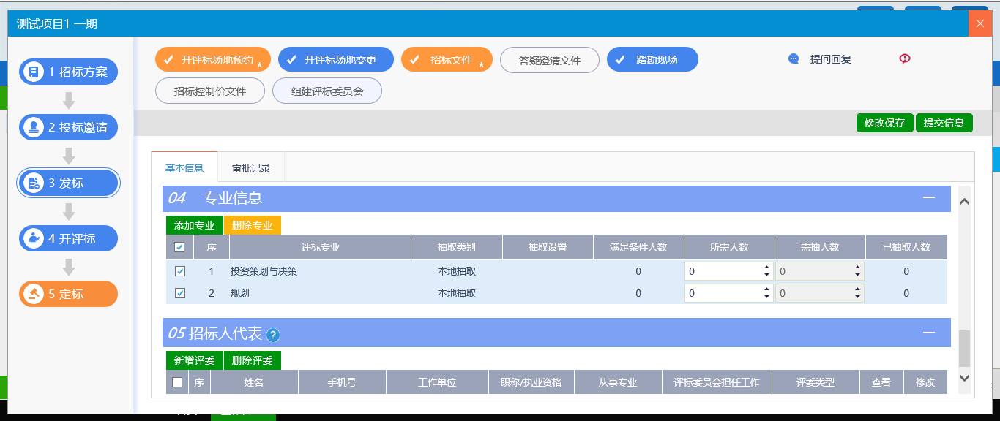 测试项目1 一期
1 招标方案
2 投标邀请
3 发标
4 开评标
5 定标
开评标场地预约 *
开评标场地变更
招标文件 *
答疑澄清文件
踏勘现场
提问回复
招标控制价文件
组建评标委员会
修改保存
提交信息
基本信息
审批记录
04 专业信息
添加专业 删除专业
序 评标专业 抽取类别 抽取设置 满足条件人数 所需人数 需抽人数 已抽取人数
1 投资策划与决策 本地抽取 0 0 0 0
2 规划 本地抽取 0 0 0 0
05 招标人代表 ?
新增评委 删除评委
序 姓名 手机号 工作单位 职称/执业资格 从事专业 评标委员会担任工作 评委类型 查看 修改